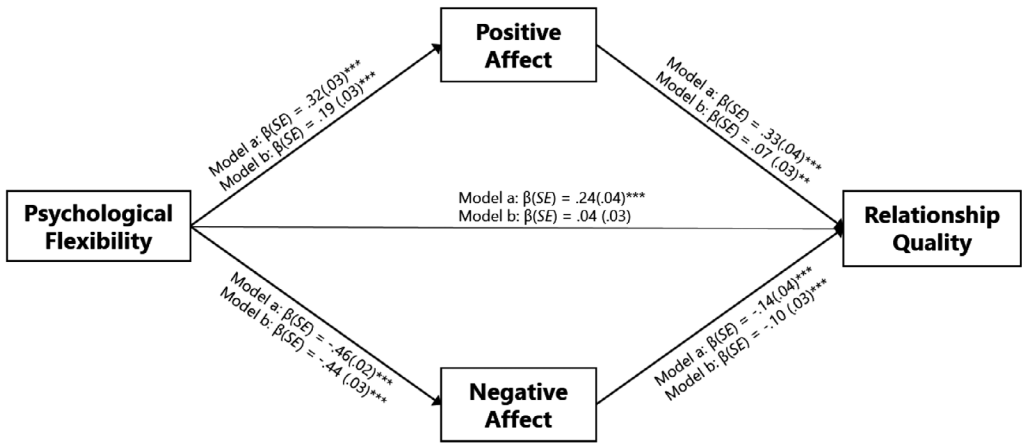 Positive
Affect
Model a: β(SE) = .32(.03)***
Model b: β(SE) = .19 (.03)***
Model a: β(SE) = .33(.04)***
Model b: β(SE) = .07 (.03)**
Psychological
Flexibility
Model a: β(SE) = .24(.04)***
Model b: β(SE) = .04 (.03)
Relationship
Quality
Model a: β(SE) = -.46(.02)***
Model b: β(SE) = -.44 (.03)***
Model a: β(SE) = -.14(.04)***
Model b: β(SE) = -.10 (.03)***
Negative
Affect